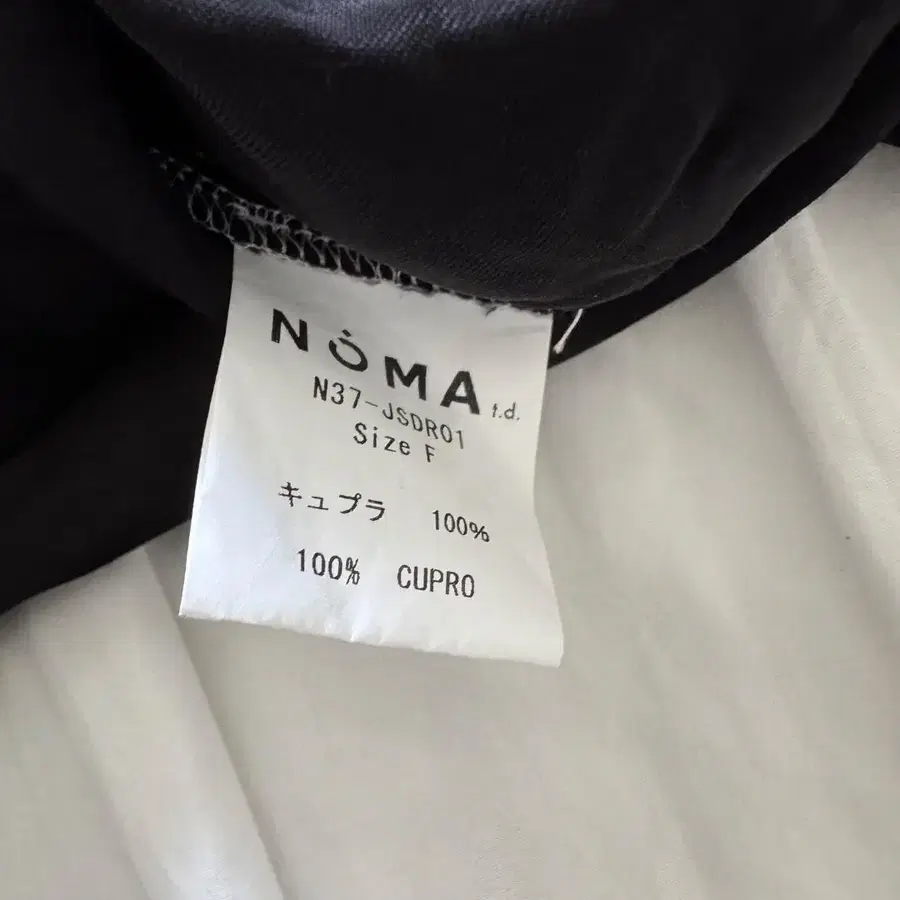 NOMA t.d.
N37-JSDR01
Size F
キュプラ 100%
100% CUPRO